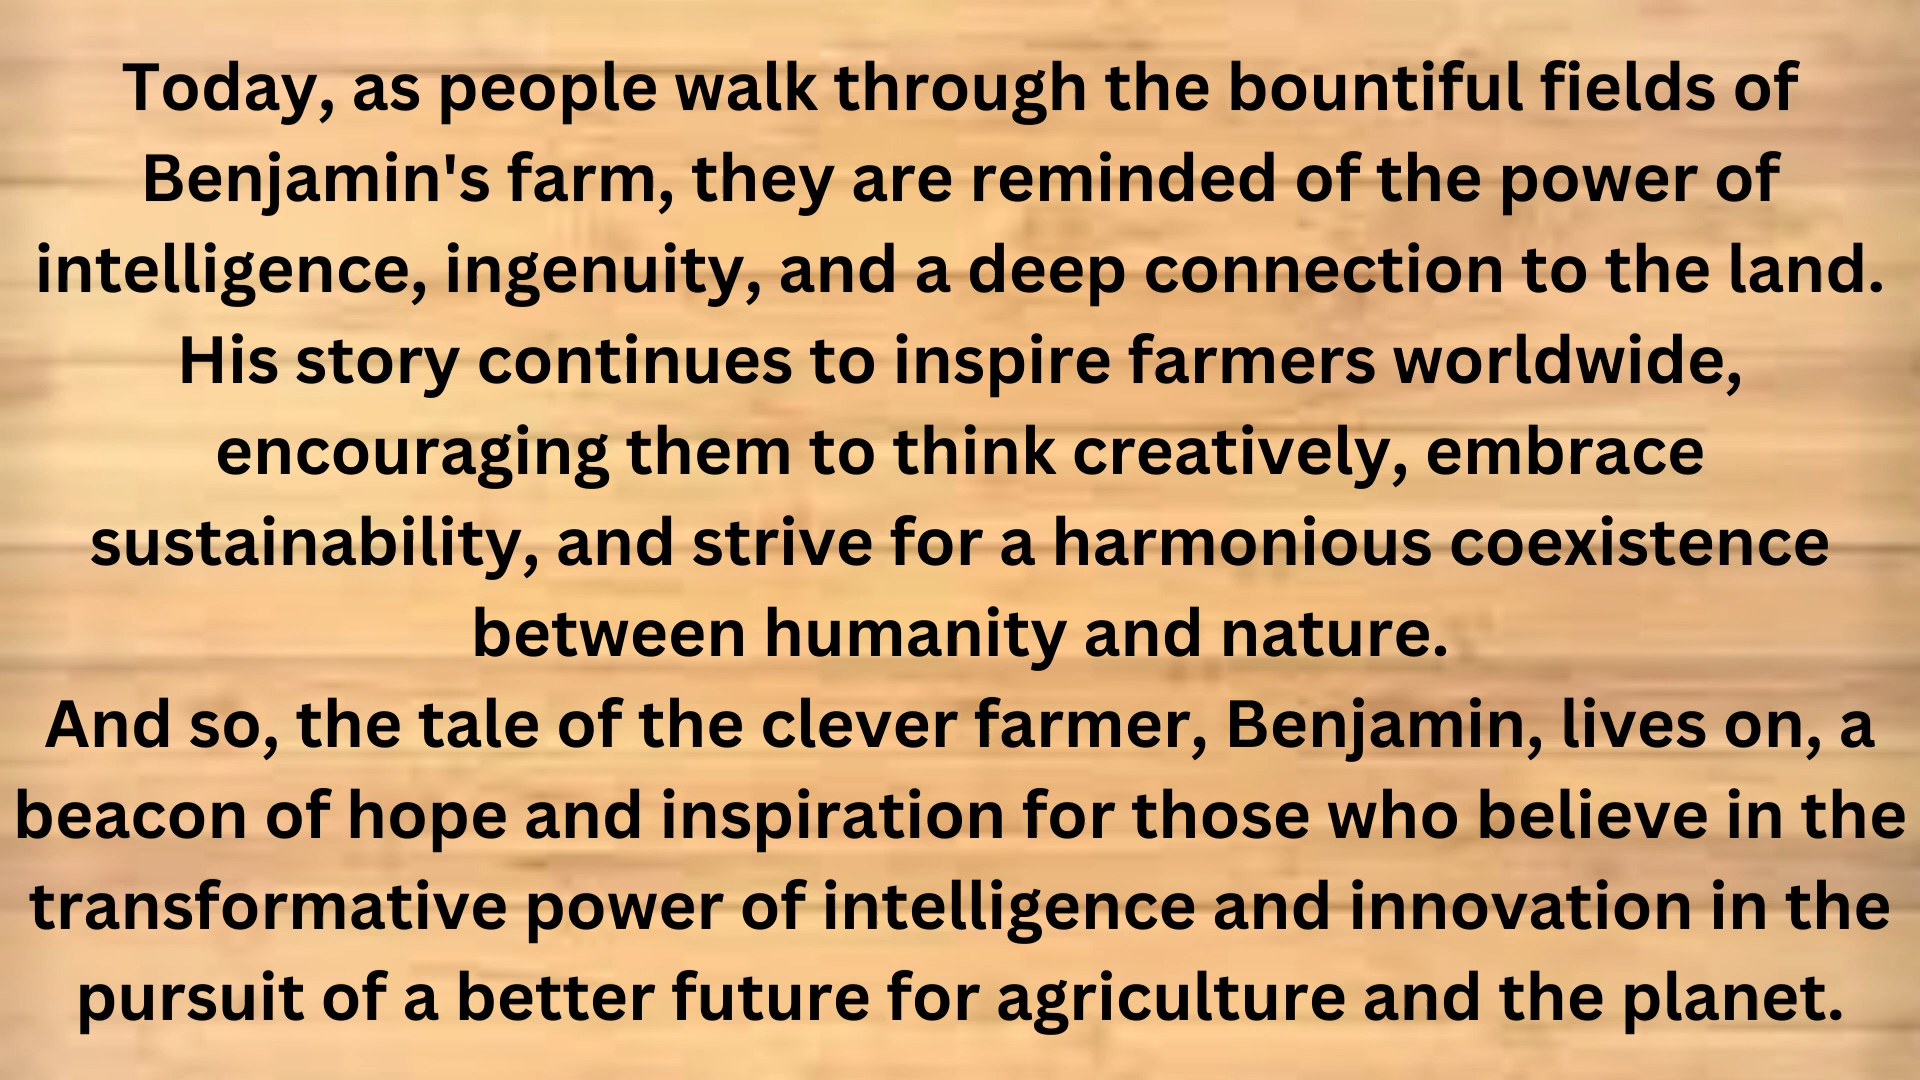 Today, as people walk through the bountiful fields of
Benjamin's farm, they are reminded of the power of
intelligence, ingenuity, and a deep connection to the land.
His story continues to inspire farmers worldwide,
encouraging them to think creatively, embrace
sustainability, and strive for a harmonious coexistence
between humanity and nature.
And so, the tale of the clever farmer, Benjamin, lives on, a
beacon of hope and inspiration for those who believe in the
transformative power of intelligence and innovation in the
pursuit of a better future for agriculture and the planet.